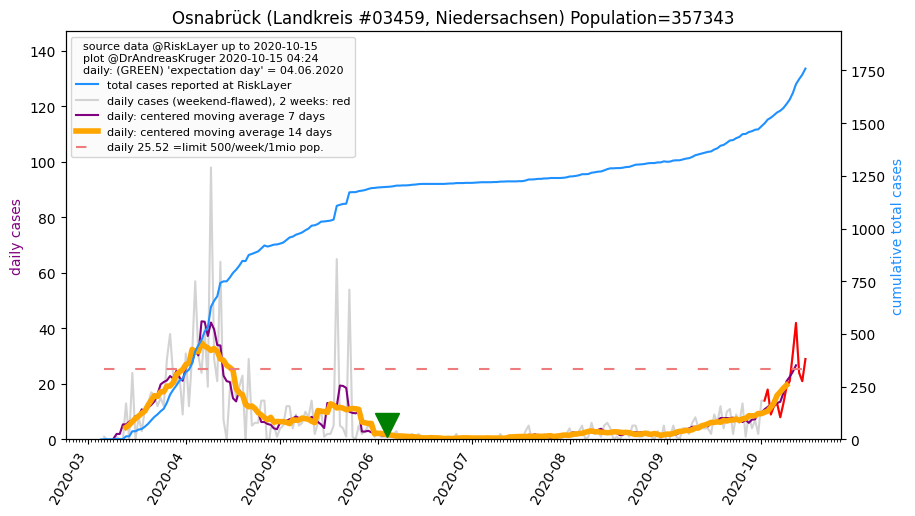 Osnabrück (Landkreis #03459, Niedersachsen) Population=357343
source data @RiskLayer up to 2020-10-15
plot @DrAndreasKruger 2020-10-15 04:24
daily: (GREEN) 'expectation day' = 04.06.2020
total cases reported at RiskLayer
daily cases (weekend-flawed), 2 weeks: red
daily: centered moving average 7 days
daily: centered moving average 14 days
daily 25.52 =limit 500/week/1mio pop.
daily cases
140
120
100
80
60
40
20
0
cumulative total cases
1750
1500
1250
1000
750
500
250
0
2020-03
2020-04
2020-05
2020-06
2020-07
2020-08
2020-09
2020-10